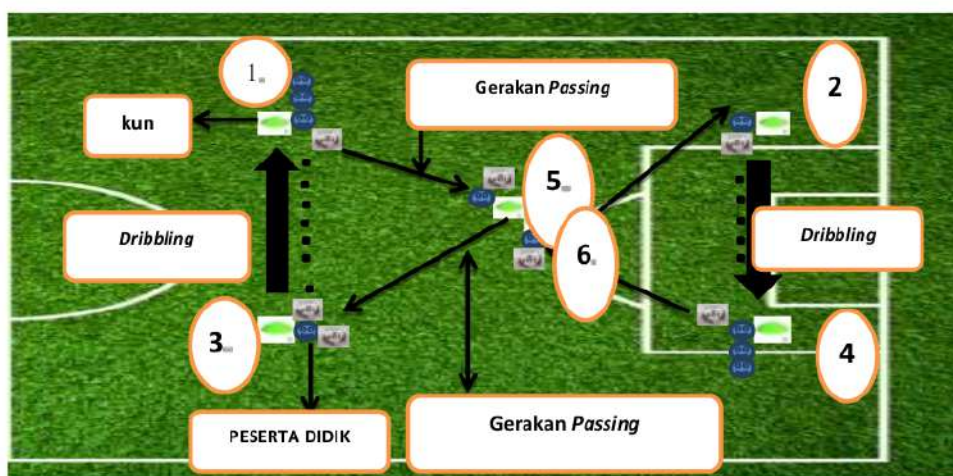 1.
Gerakan Passing
2
kun
5.
Dribbling
6.
Dribbling
3.
4
PESERTA DIDIK
Gerakan Passing